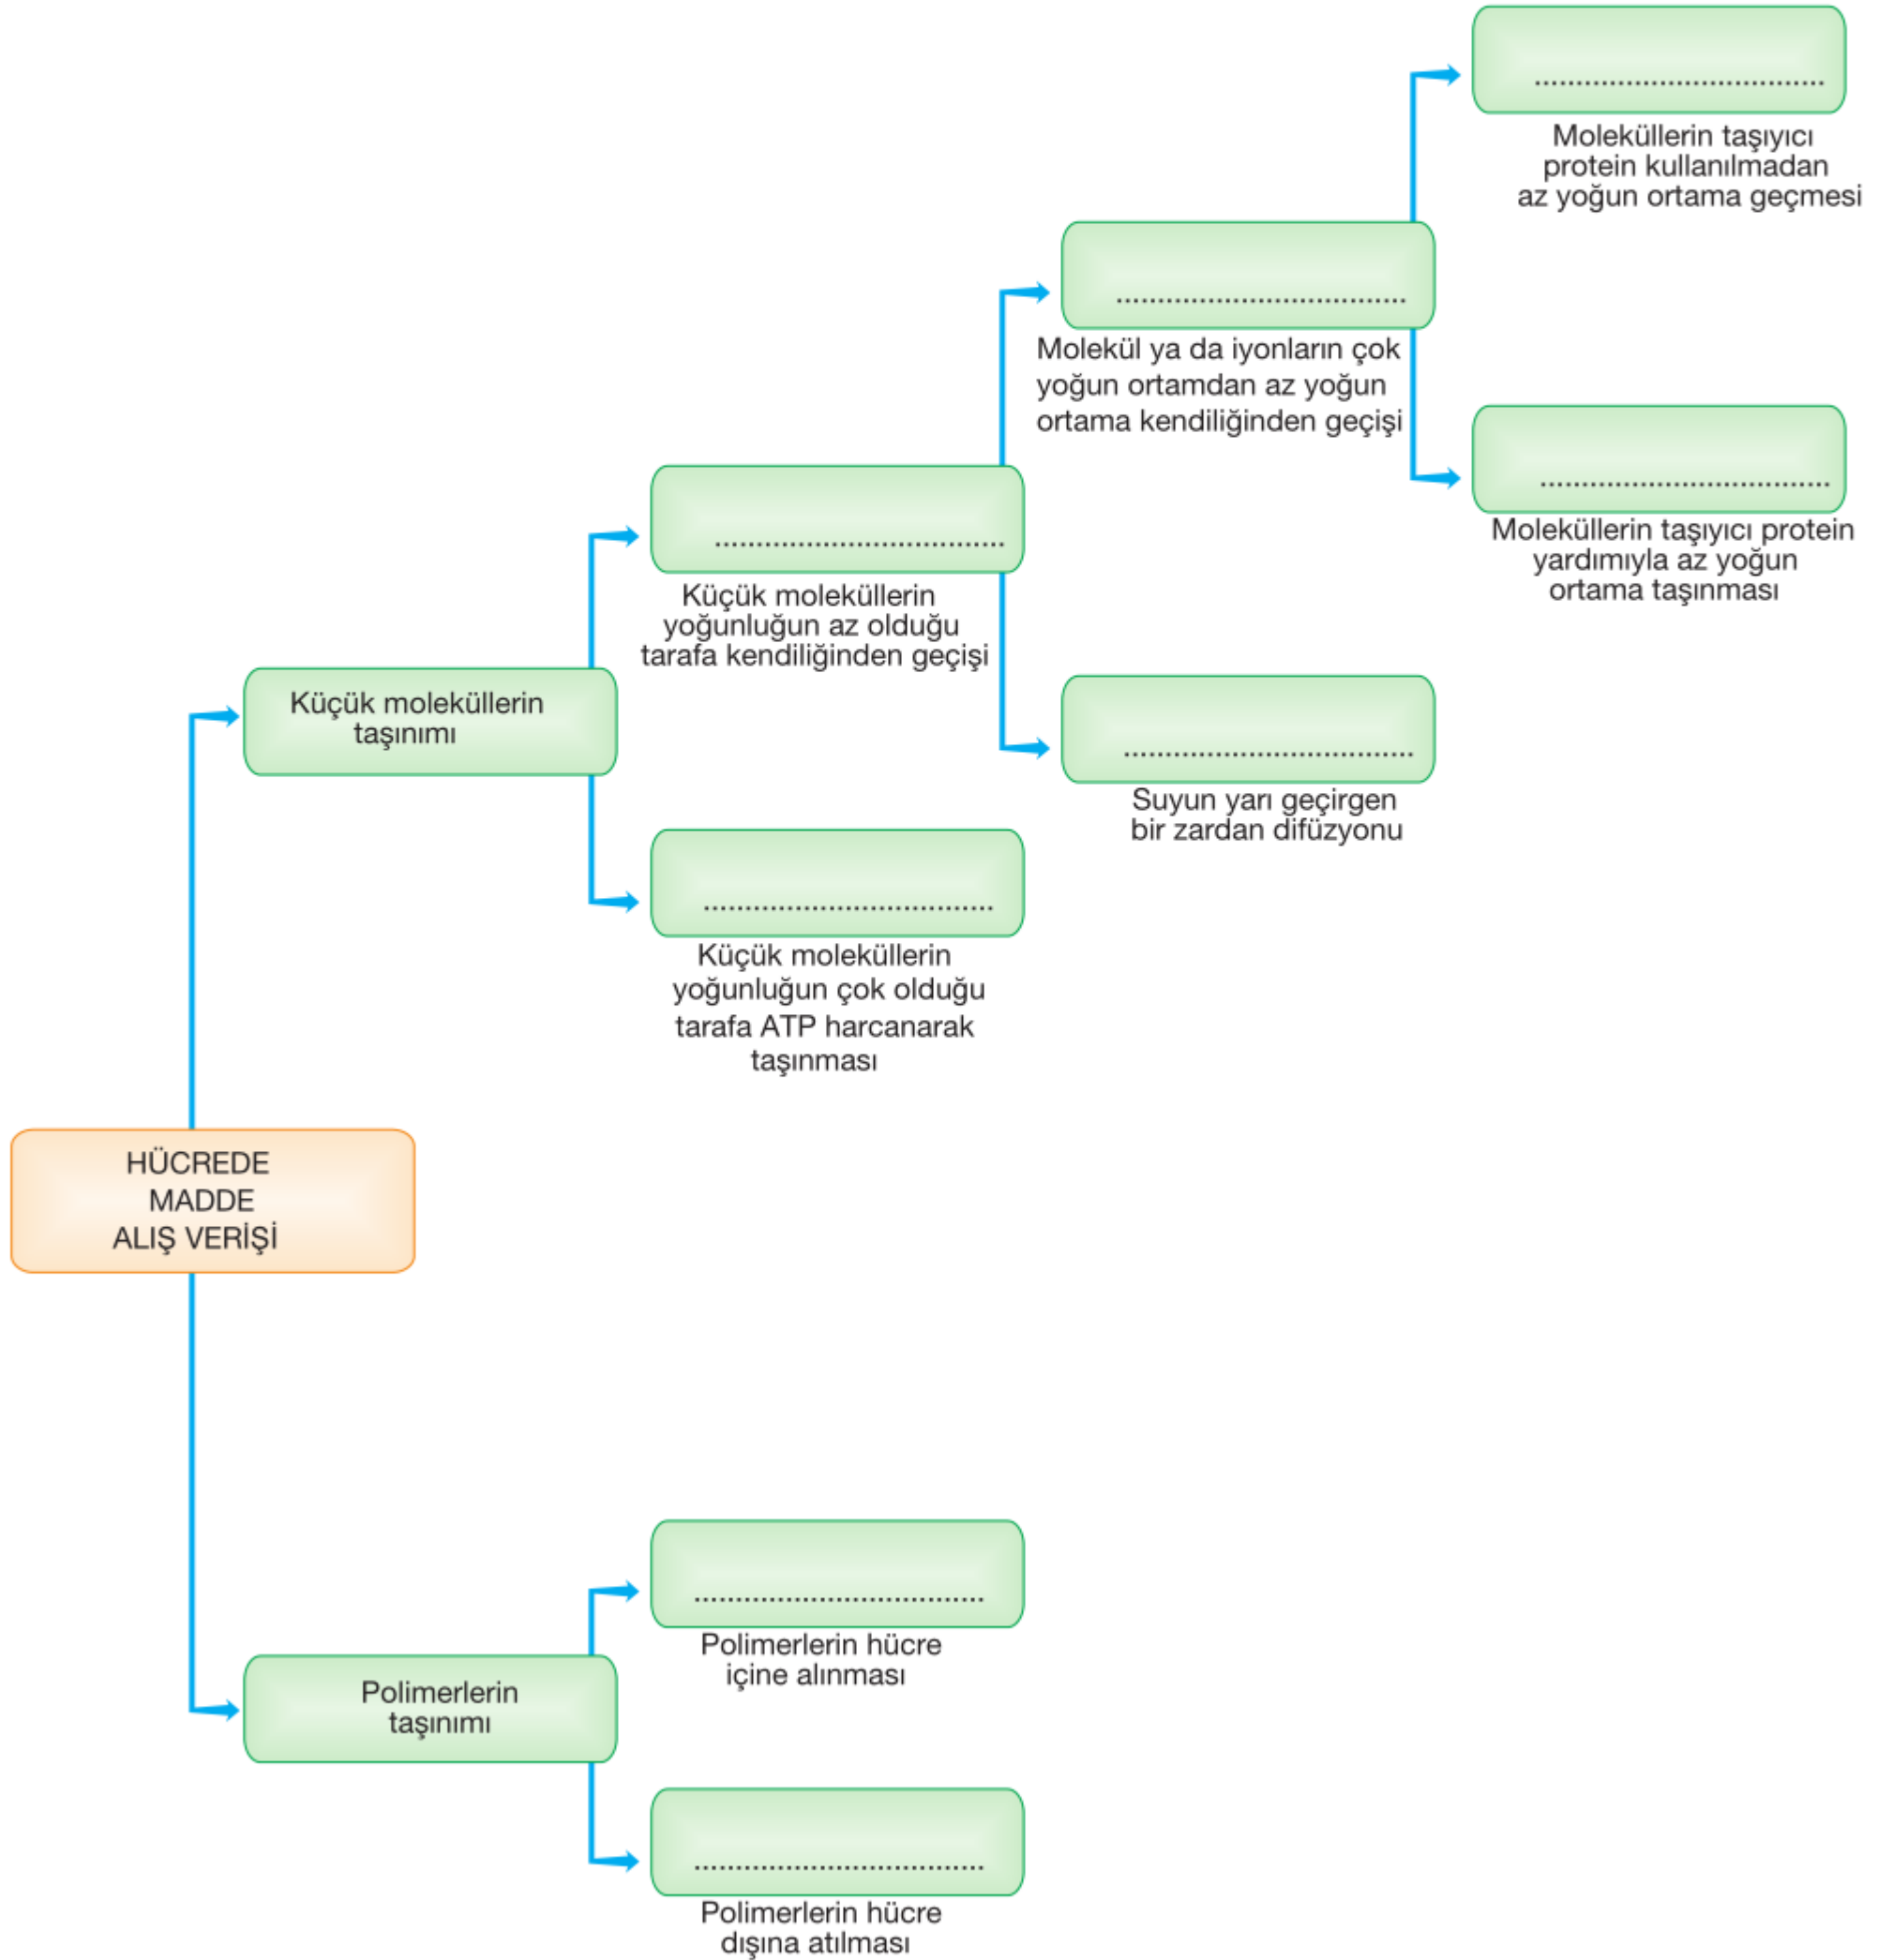 ..................................
Moleküllerin taşıyıcı
protein kullanılmadan
az yoğun ortama geçmesi
..................................
Molekül ya da iyonların çok
yoğun ortamdan az yoğun
ortama kendiliğinden geçişi
..................................
Moleküllerin taşıyıcı protein
yardımıyla az yoğun
ortama taşınması
..................................
Küçük moleküllerin
yoğunluğun az olduğu
tarafa kendiliğinden geçişi
Küçük moleküllerin
taşınımı
..................................
Suyun yarı geçirgen
bir zardan difüzyonu
..................................
Küçük moleküllerin
yoğunluğun çok olduğu
tarafa ATP harcanarak
taşınması
HÜCREDE
MADDE
ALIŞ VERİŞİ
..................................
Polimerlerin hücre
içine alınması
Polimerlerin
taşınımı
..................................
Polimerlerin hücre
dışına atılması